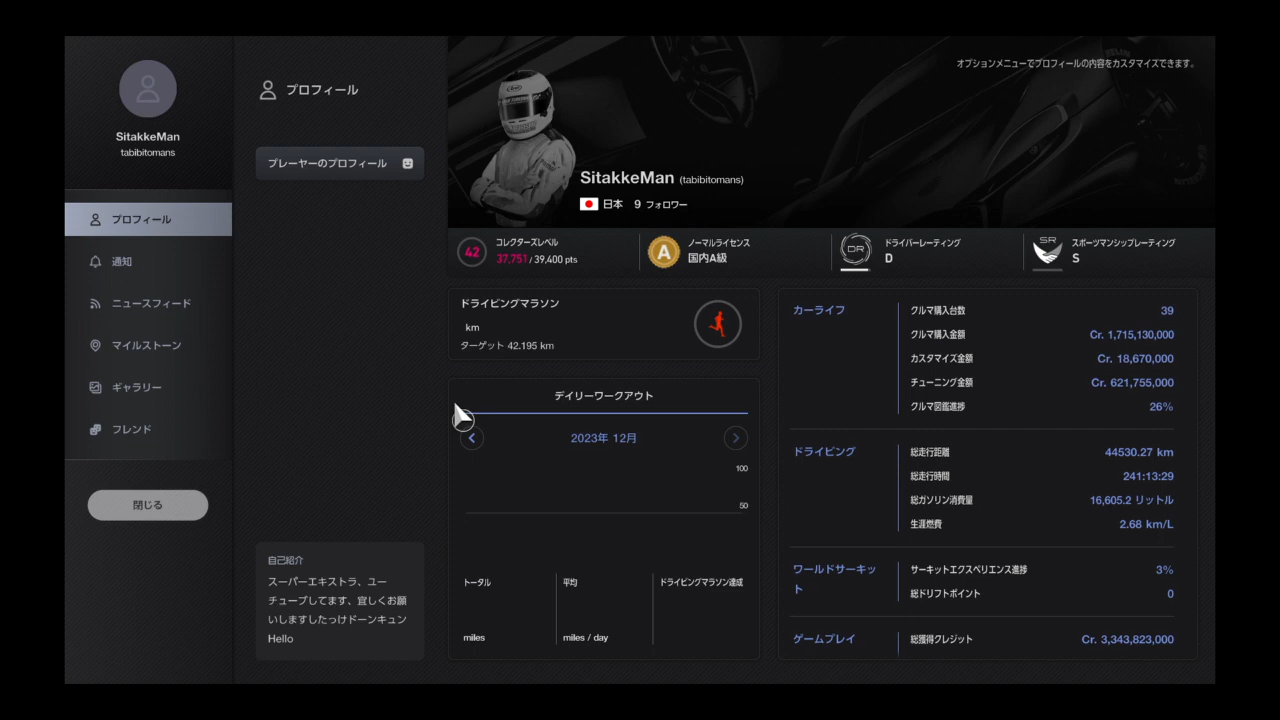 SitakkeMan
tabibitomans
プロフィール
通知
ニュースフィード
マイルストーン
ギャラリー
フレンド
閉じる
プロフィール
プレーヤーのプロフィール
自己紹介
スーパーエキストラ、ユー
チューブしてます、宜しくお願
いしますしたっけドーンキュン
Hello
オプションメニューでプロフィールの内容をカスタマイズできます。
SitakkeMan (tabibitomans)
日本 9 フォロワー
42
コレクターズレベル
37,751 / 39,400 pts
A
ノーマルライセンス
国内A級
DR
ドライバーレーティング
D
SR
スポーツマンシップレーティング
S
ドライビングマラソン
km
ターゲット 42.195 km
デイリーワークアウト
2023年 12月
100
50
トータル
miles
平均
miles / day
ドライビングマラソン達成
カーライフ
クルマ購入台数 39
クルマ購入金額 Cr. 1,715,130,000
カスタマイズ金額 Cr. 18,670,000
チューニング金額 Cr. 621,755,000
クルマ図鑑進捗 26%
ドライビング
総走行距離 44530.27 km
総走行時間 241:13:29
総ガソリン消費量 16,605.2 リットル
生涯燃費 2.68 km/L
ワールドサーキッ
ト
サーキットエクスペリエンス進捗 3%
総ドリフトポイント 0
ゲームプレイ
総獲得クレジット Cr. 3,343,823,000